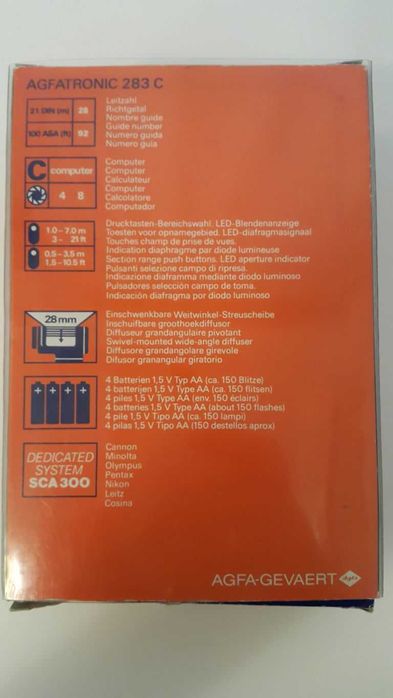 AGFATRONIC 283 C
21 DIN (m) 28
100 ASA (ft) 92
Leitzahl
Richtgetal
Nombre guide
Guide number
Numero guida
Número guía
C computer
4 8
Computer
Computer
Calculateur
Computer
Calcolatore
Computador
1.0–7.0 m
3 – 21 ft
0,5–3,5 m
1,5–10.5 ft
Drucktasten-Bereichswahl. LED-Blendenanzeige
Toesten voor opnamegebied. LED-diafragmasignaal
Touches champ de prise de vues.
Indication diaphragme par diode lumineuse
Section range push buttons. LED aperture indicator
Pulsanti selezione campo di ripresa.
Indicazione diaframma mediante diodo luminoso
Pulsadores selección campo de toma.
Indicación diafragma por diodo luminoso
28 mm
Einschwenkbare Weitwinkel-Streuscheibe
Inschuifbare groothoekdiffusor
Diffuseur grandangulaire pivotant
Swivel-mounted wide-angle diffuser
Diffusore grandangolare girevole
Difusor granangular giratorio
4 Batterien 1,5 V Typ AA (ca. 150 Blitze)
4 batterijen 1,5 V Type AA (ca. 150 flitsen)
4 piles 1,5 V Type AA (env. 150 éclairs)
4 batteries 1,5 V Type AA (about 150 flashes)
4 pile 1,5 V Tipo AA (ca. 150 lampi)
4 pilas 1,5 V Tipo AA (150 destellos aprox)
DEDICATED
SYSTEM
SCA 300
Cannon
Minolta
Olympus
Pentax
Nikon
Leitz
Cosina
AGFA-GEVAERT
Agfa